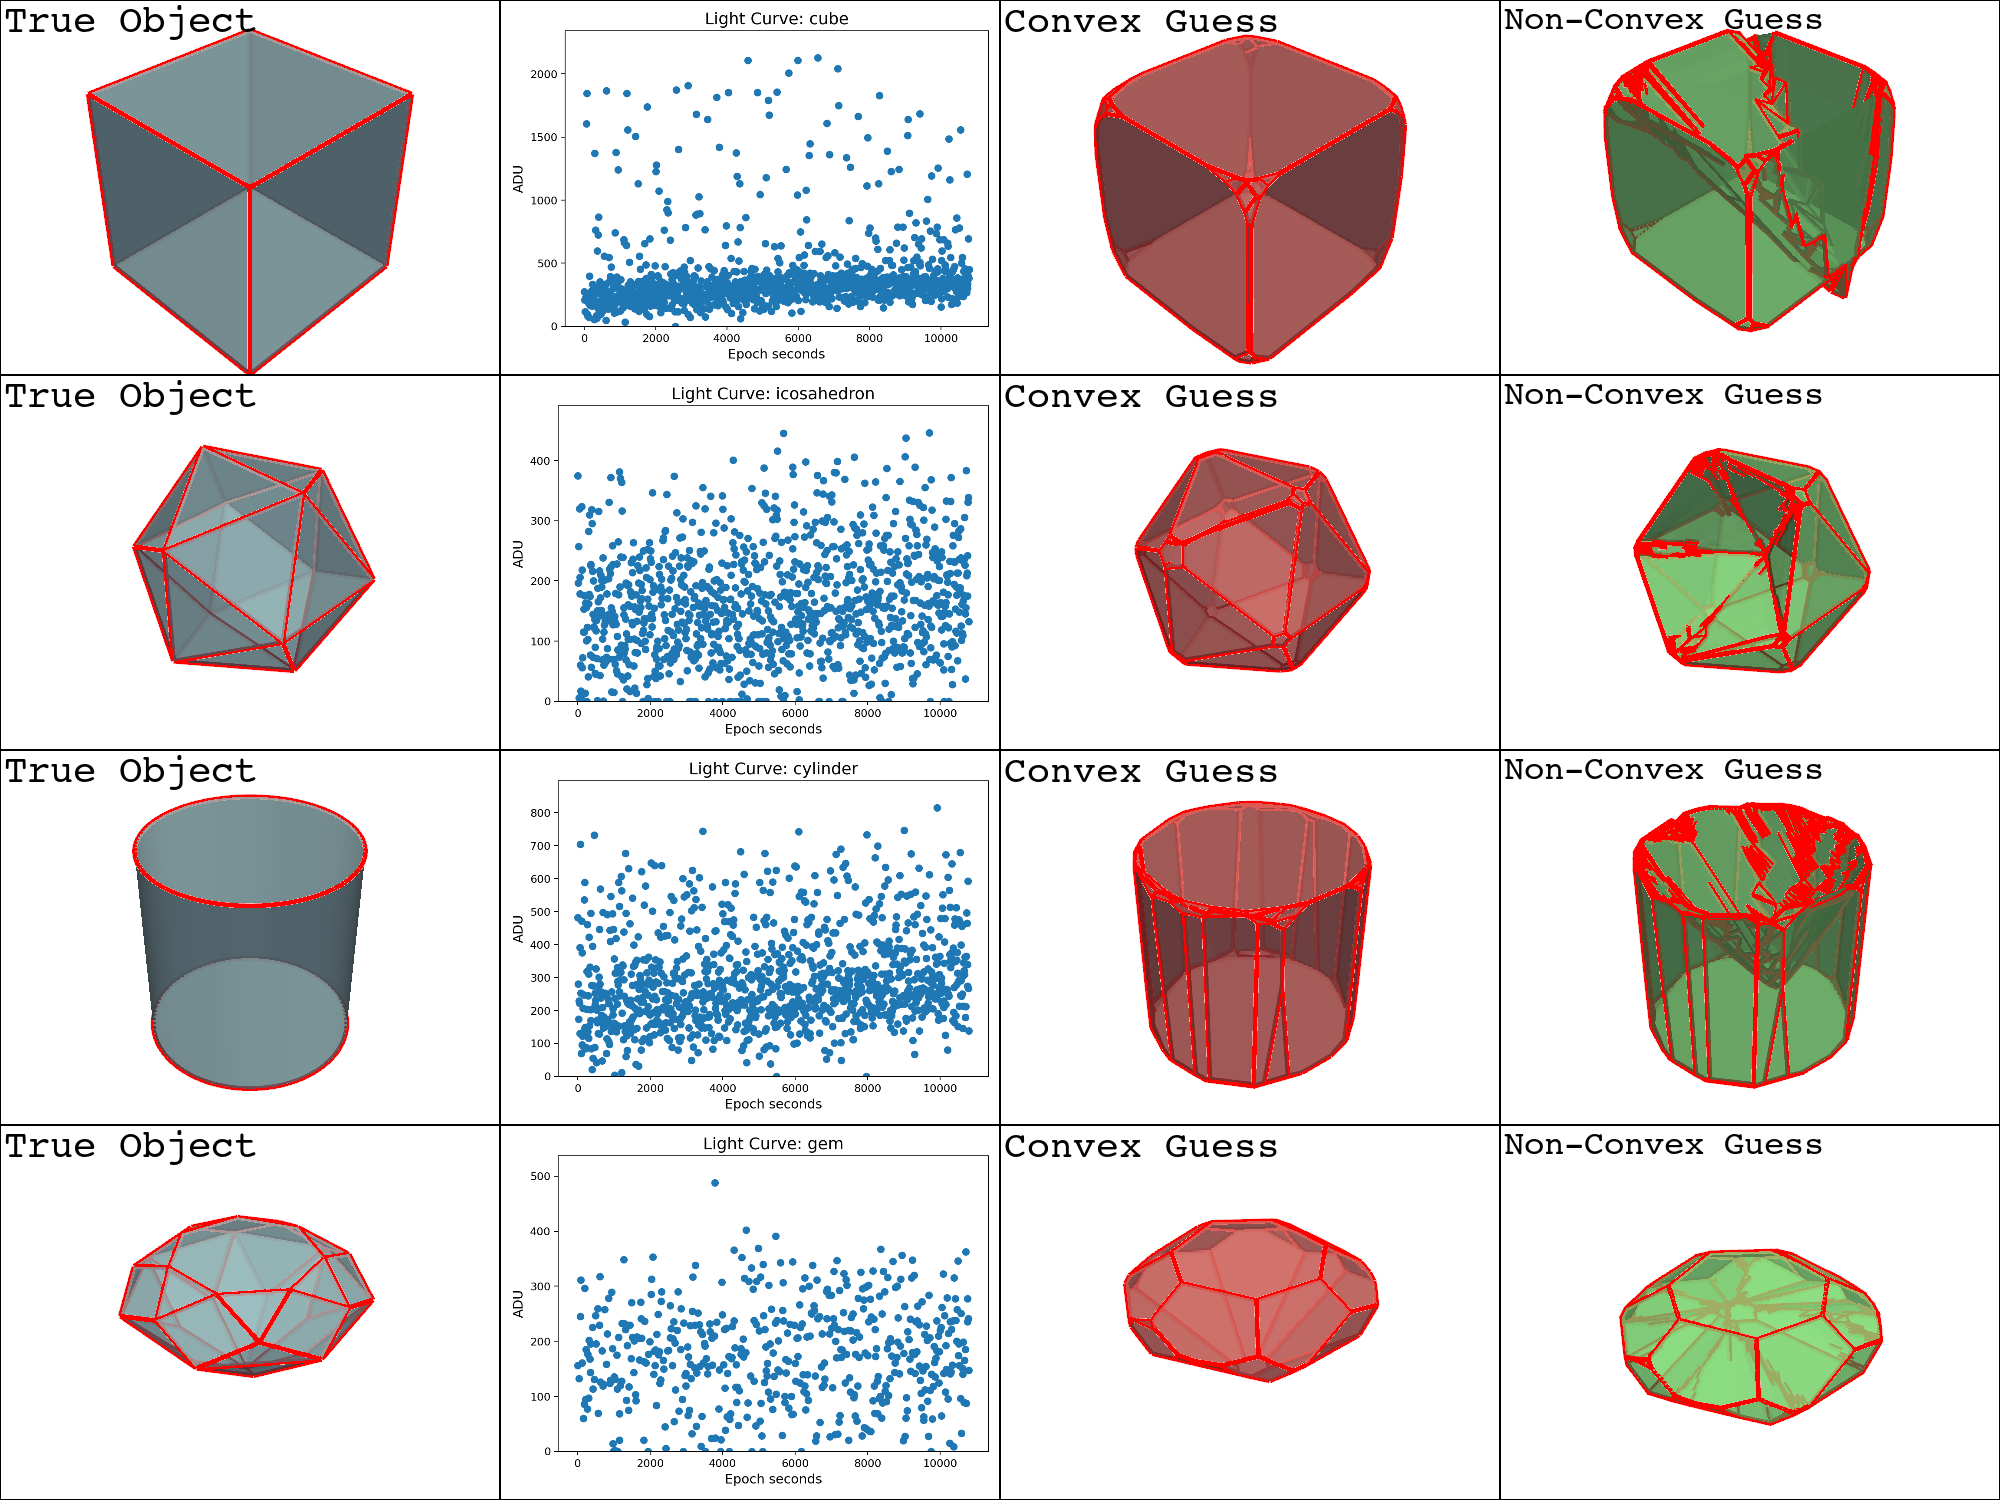 True Object
Light Curve: cube
Convex Guess
Non-Convex Guess
2000
1500
1000
500
0
ADU
0 2000 4000 6000 8000 10000
Epoch seconds
True Object
Light Curve: icosahedron
Convex Guess
Non-Convex Guess
400
300
200
100
0
ADU
0 2000 4000 6000 8000 10000
Epoch seconds
True Object
Light Curve: cylinder
Convex Guess
Non-Convex Guess
800
700
600
500
400
300
200
100
0
ADU
0 2000 4000 6000 8000 10000
Epoch seconds
True Object
Light Curve: gem
Convex Guess
Non-Convex Guess
500
400
300
200
100
0
ADU
0 2000 4000 6000 8000 10000
Epoch seconds